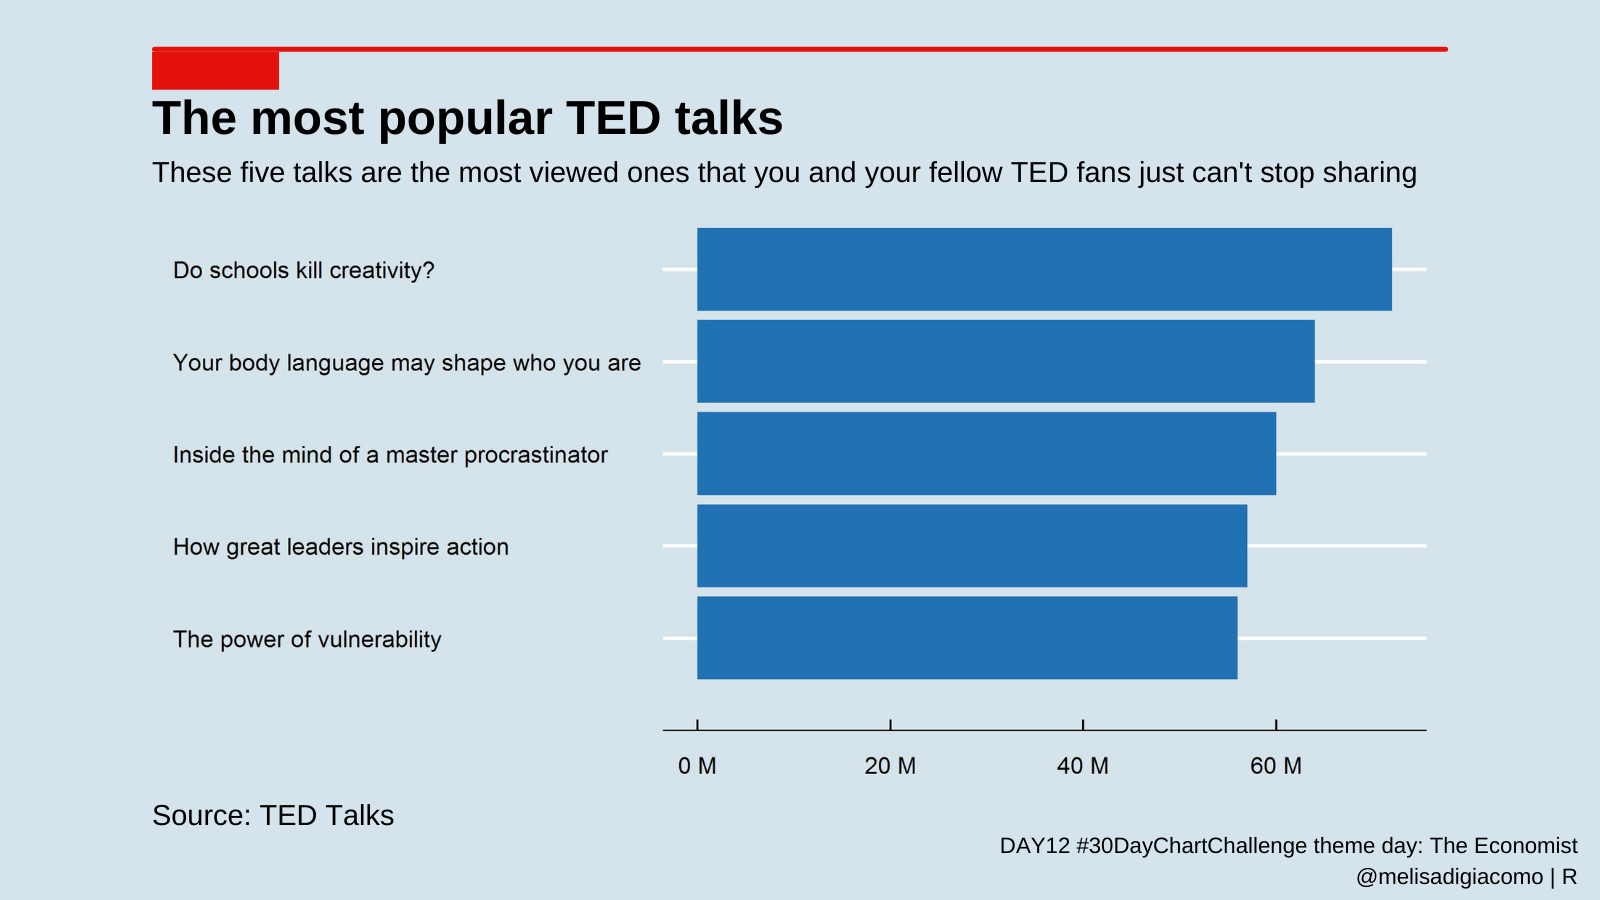 The most popular TED talks
These five talks are the most viewed ones that you and your fellow TED fans just can't stop sharing
Do schools kill creativity?
Your body language may shape who you are
Inside the mind of a master procrastinator
How great leaders inspire action
The power of vulnerability
0 M 20 M 40 M 60 M
Source: TED Talks
DAY12 #30DayChartChallenge theme day: The Economist
@melisadigiacomo | R